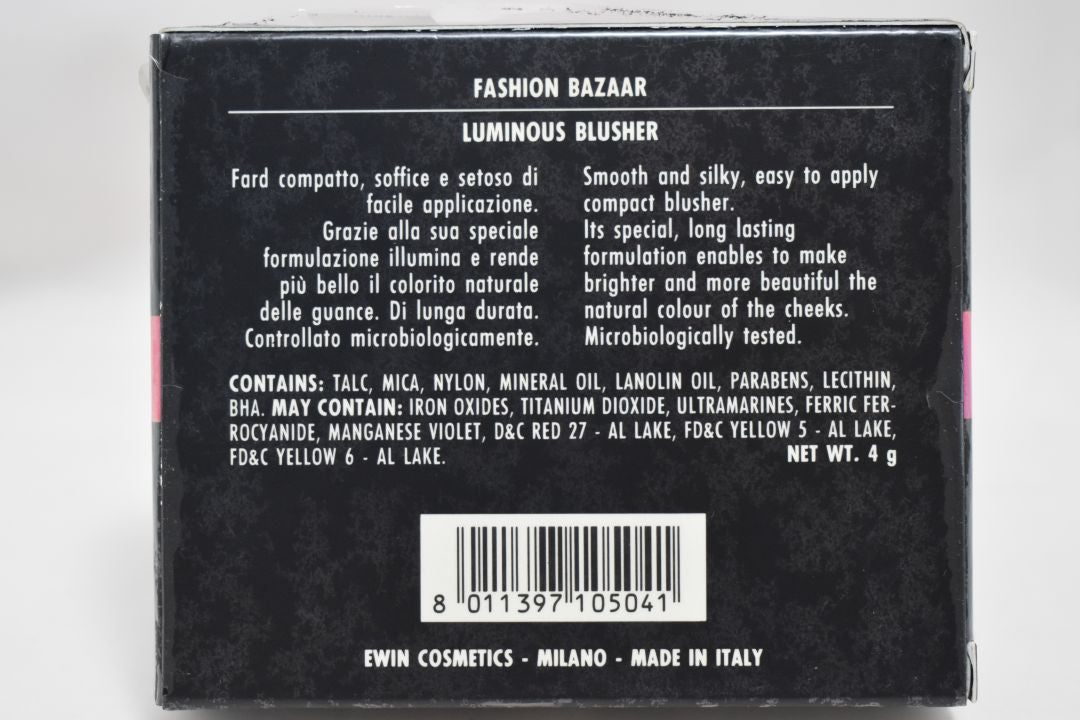 FASHION BAZAAR
LUMINOUS BLUSHER
Fard compatto, soffice e setoso di
facile applicazione.
Grazie alla sua speciale
formulazione illumina e rende
più bello il colorito naturale
delle guance. Di lunga durata.
Controllato microbiologicamente.
Smooth and silky, easy to apply
compact blusher.
Its special, long lasting
formulation enables to make
brighter and more beautiful the
natural colour of the cheeks.
Microbiologically tested.
CONTAINS: TALC, MICA, NYLON, MINERAL OIL, LANOLIN OIL, PARABENS, LECITHIN,
BHA. MAY CONTAIN: IRON OXIDES, TITANIUM DIOXIDE, ULTRAMARINES, FERRIC FER-
ROCYANIDE, MANGANESE VIOLET, D&C RED 27 - AL LAKE, FD&C YELLOW 5 - AL LAKE,
FD&C YELLOW 6 - AL LAKE. NET WT. 4 g
8 011397 105041
EWIN COSMETICS - MILANO - MADE IN ITALY